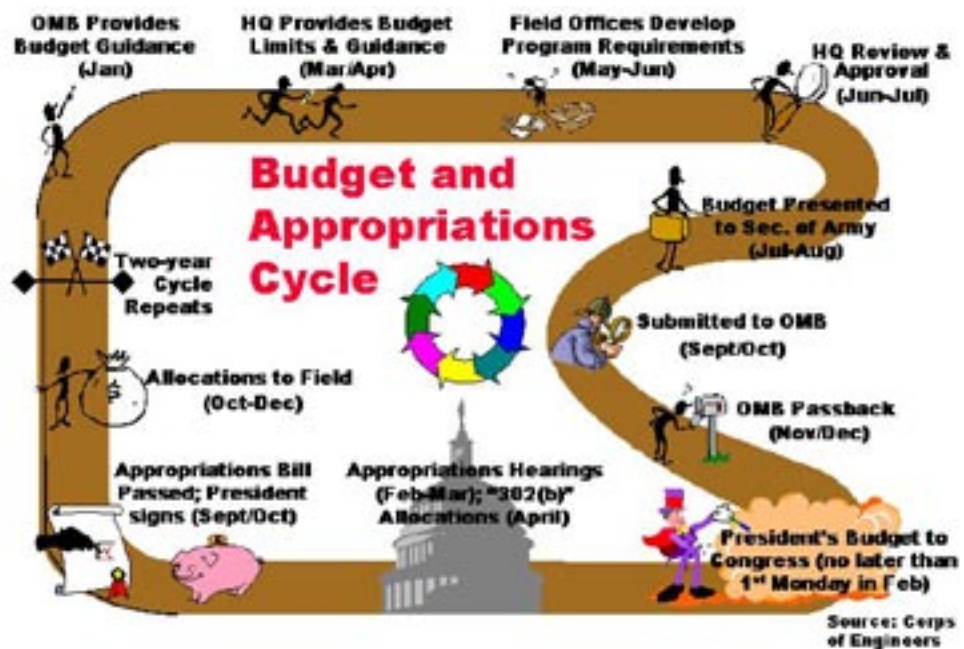 OMB Provides
Budget Guidance
(Jan)
HQ Provides Budget
Limits & Guidance
(Mar/Apr)
Field Offices Develop
Program Requirements
(May-Jun)
HQ Review &
Approval
(Jun-Jul)
Budget and
Appropriations
Cycle
Budget Presented
to Sec. of Army
(Jul-Aug)
Submitted to OMB
(Sept/Oct)
OMB Passback
(Nov/Dec)
President's Budget to
Congress (no later than
1st Monday in Feb)
Appropriations Hearings
(Feb-Mar); "302(b)"
Allocations (April)
Appropriations Bill
Passed; President
signs (Sept/Oct)
$
Allocations to Field
(Oct-Dec)
Two-year
Cycle
Repeats
Source: Corps
of Engineers